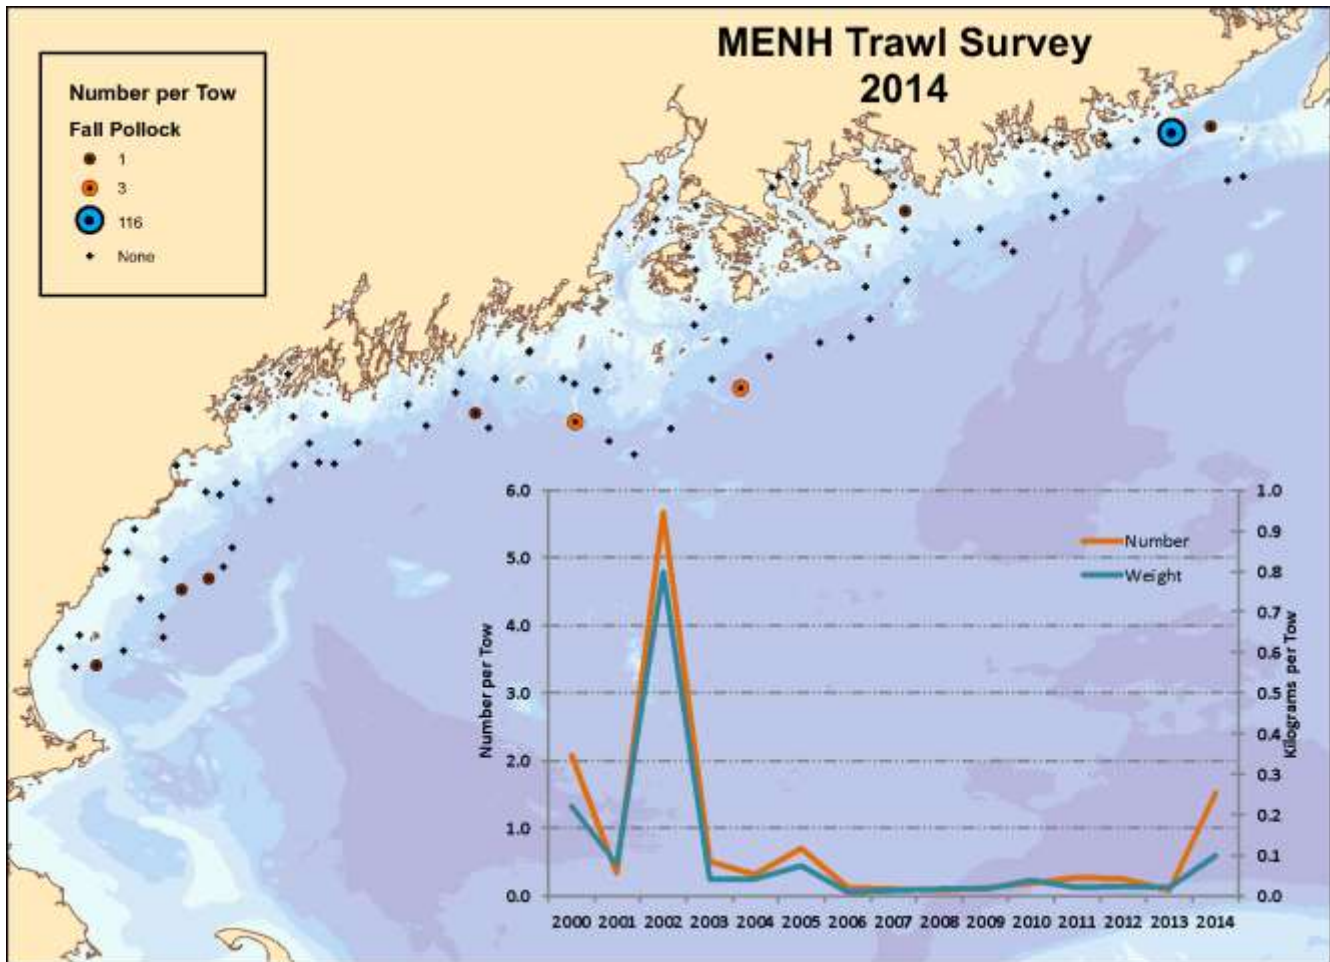 MENH Trawl Survey
2014
Number per Tow
Fall Pollock
1
3
116
None
6.0
5.0
4.0
3.0
2.0
1.0
0.0
Number per Tow
Number
Weight
1.0
0.9
0.8
0.7
0.6
0.5
0.4
0.3
0.2
0.1
0.0
Kilograms per Tow
2000 2001 2002 2003 2004 2005 2006 2007 2008 2009 2010 2011 2012 2013 2014